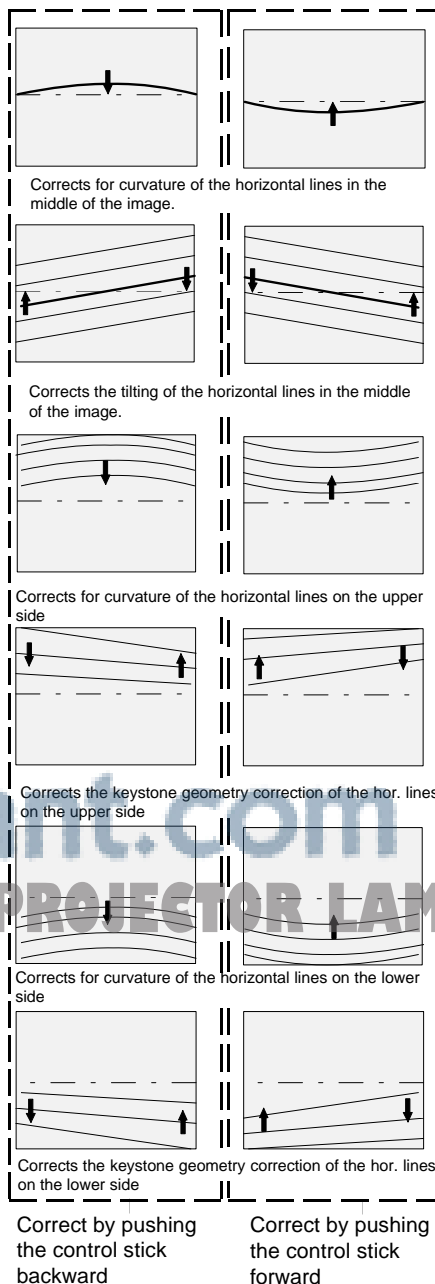 Corrects for curvature of the horizontal lines in the
middle of the image.
Corrects the tilting of the horizontal lines in the middle
of the image.
Corrects for curvature of the horizontal lines on the upper
side
Corrects the keystone geometry correction of the hor. lines
on the upper side
nt.com
PROJECTOR LAM
Corrects for curvature of the horizontal lines on the lower
side
Corrects the keystone geometry correction of the hor. lines
on the lower side
Correct by pushing
the control stick
backward
Correct by pushing
the control stick
forward